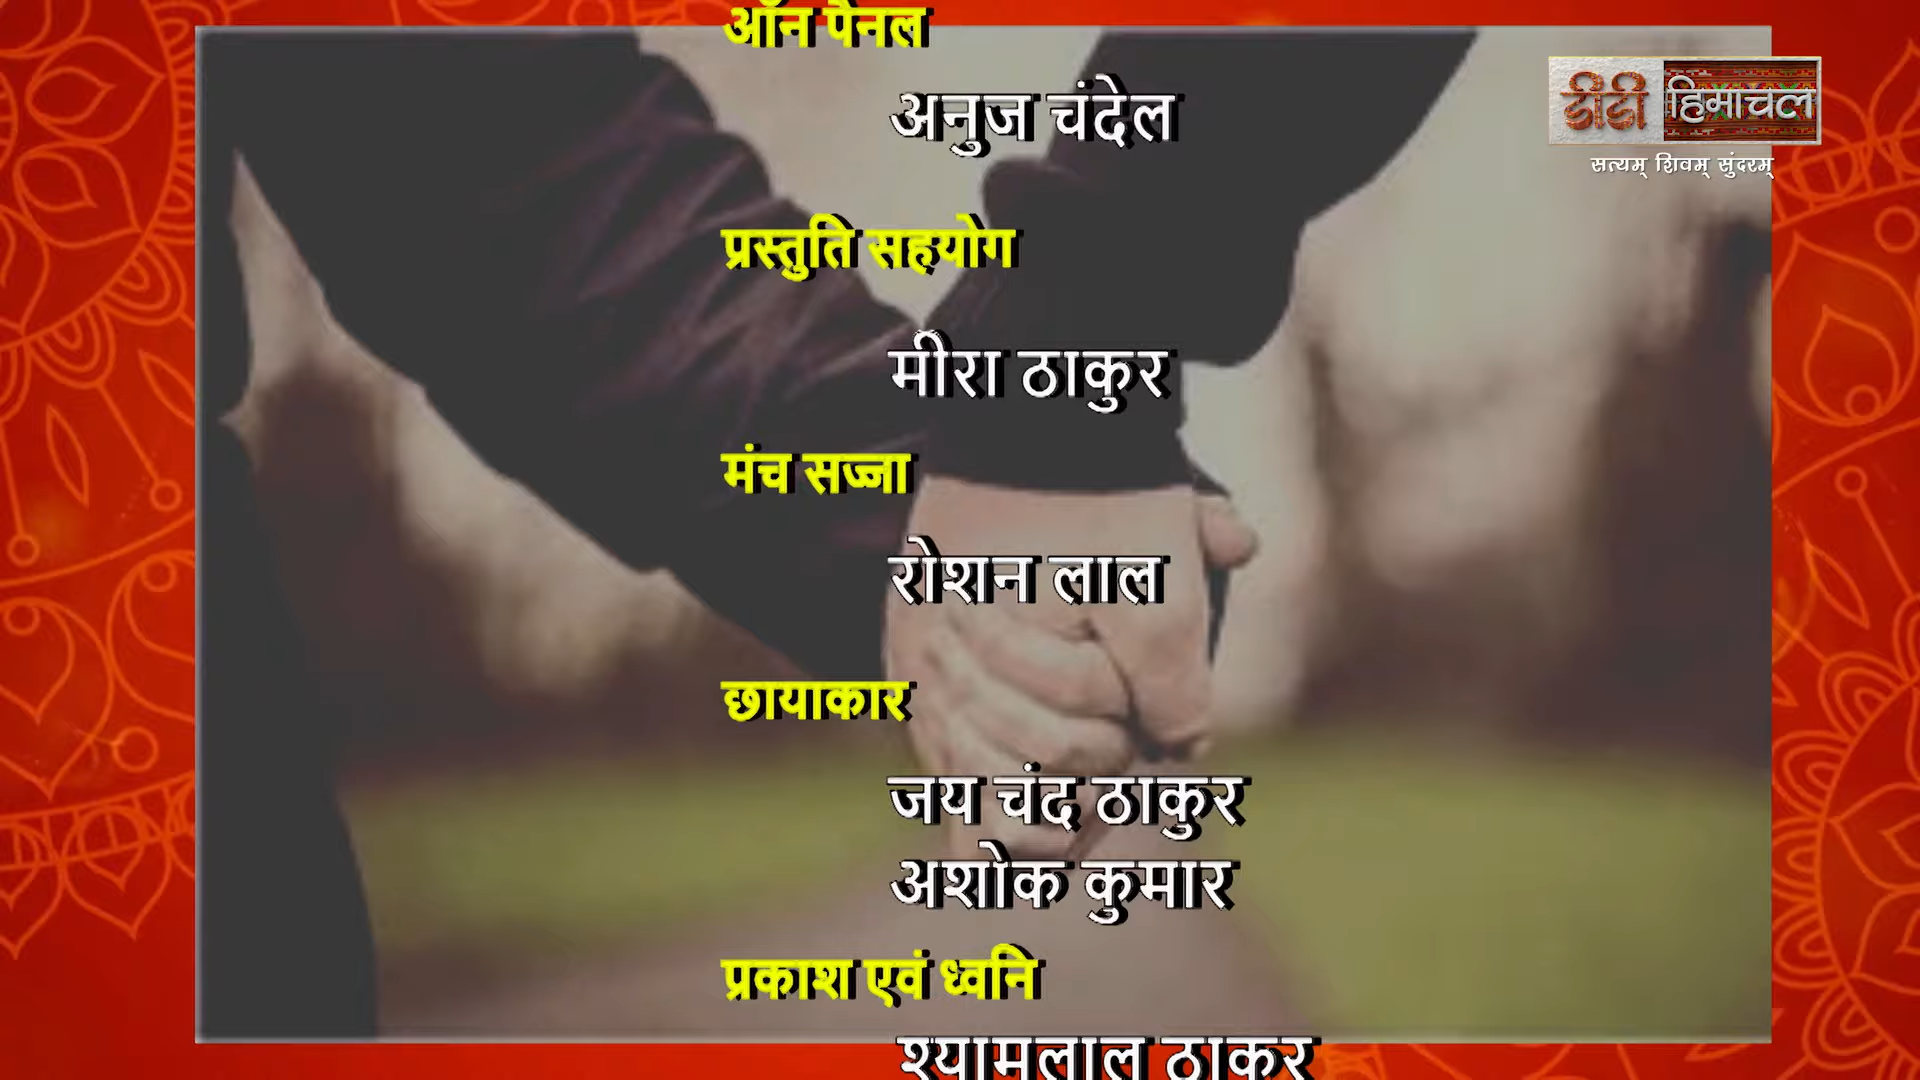 ऑन पैनल
अनुज चंदेल
डीडी हिमाचल
सत्यम् शिवम् सुंदरम्
प्रस्तुति सहयोग
मीरा ठाकुर
मंच सज्जा
रोशन लाल
छायाकार
जय चंद ठाकुर
अशोक कुमार
प्रकाश एवं ध्वनि
श्यामलाल ठाकुर